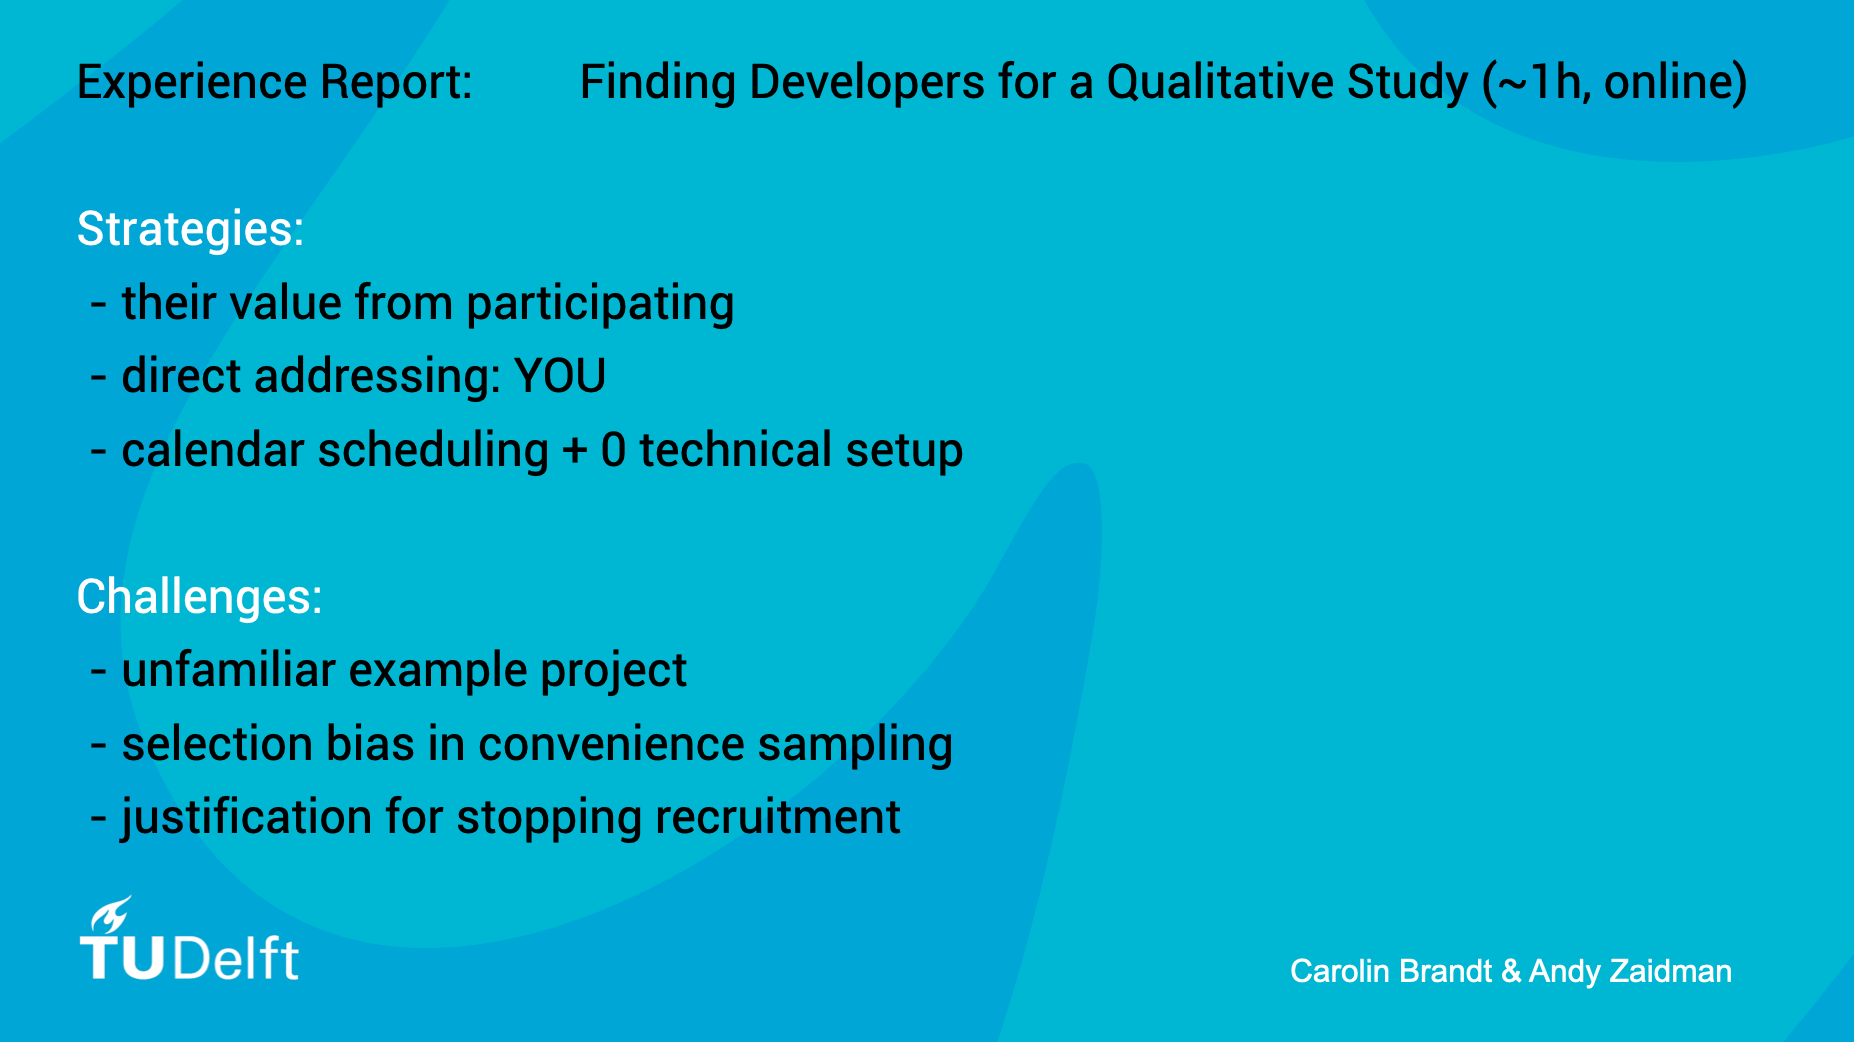 Experience Report: Finding Developers for a Qualitative Study (~1h, online)
Strategies:
- their value from participating
- direct addressing: YOU
- calendar scheduling + 0 technical setup
Challenges:
- unfamiliar example project
- selection bias in convenience sampling
- justification for stopping recruitment
TU Delft
Carolin Brandt & Andy Zaidman